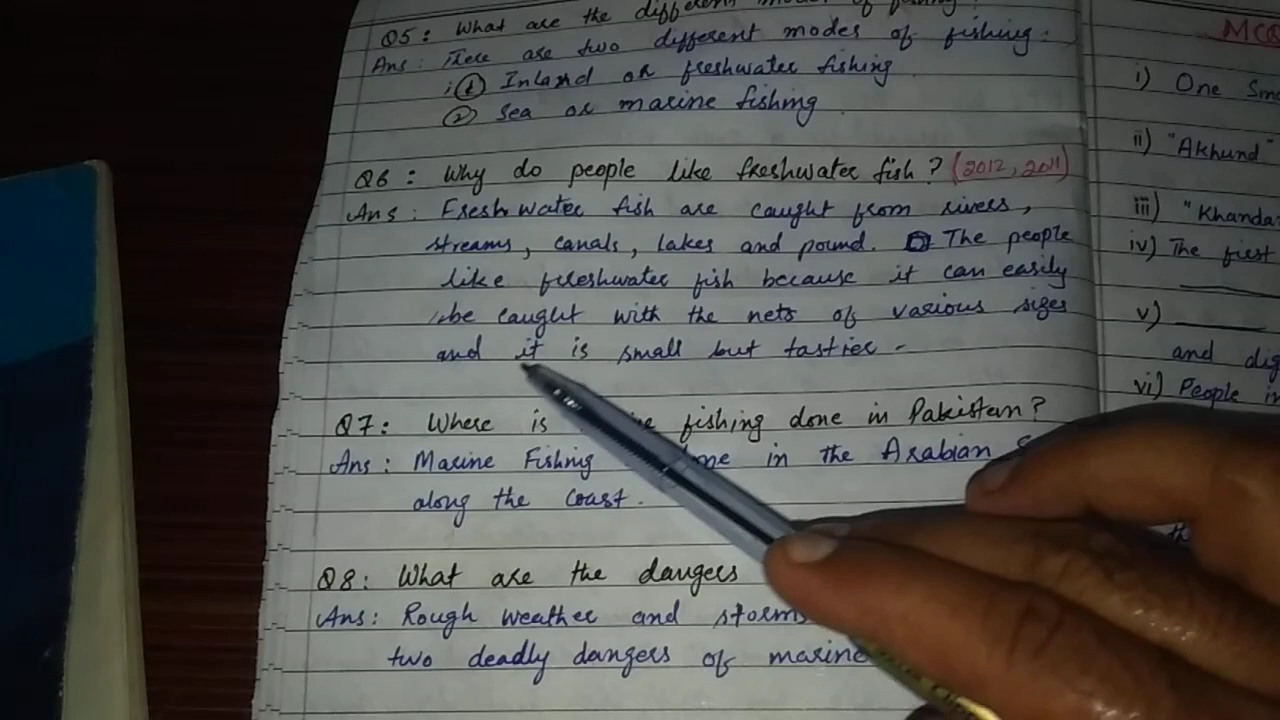 Q5: What are the different modes of fishing?
Ans: There are two different modes of fishing.
① Inland or freshwater fishing
② Sea or marine fishing
Q6: Why do people like freshwater fish? (2012, 2011)
Ans: Freshwater fish are caught from rivers,
streams, canals, lakes and pound. The people
like freshwater fish because it can easily
be caught with the nets of various sizes
and it is small but tastier.
Q7: Where is fishing done in Pakistan?
Ans: Marine Fishing in the Arabian
along the coast.
Q8: What are the dangers
Ans: Rough weather and storms
two deadly dangers of marine
MCQ
i) One
ii) "Akhund"
iii) "Khanda
iv) The first
v)
and
vi) People in